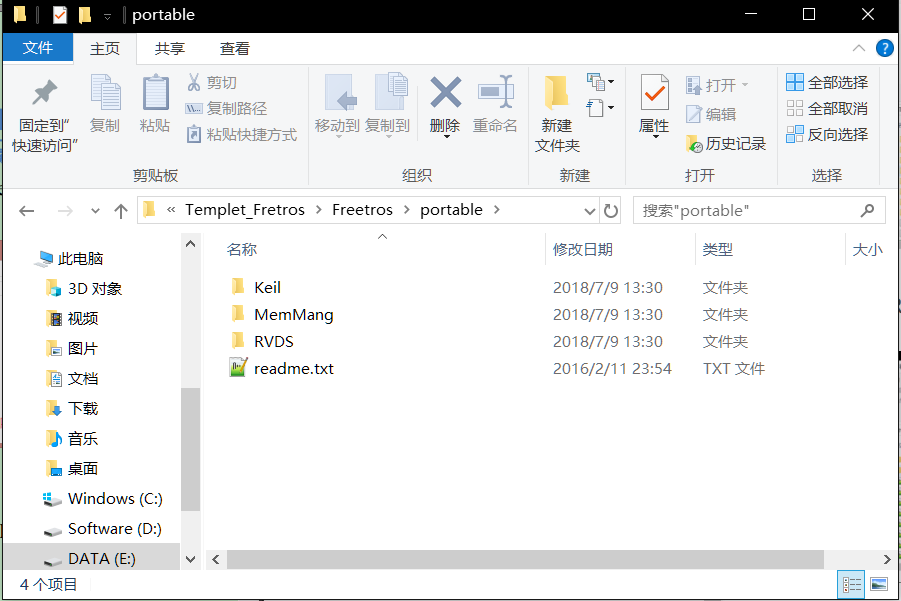 portable
文件 主页 共享 查看
固定到"快速访问"
复制
粘贴
剪切
复制路径
粘贴快捷方式
剪贴板
移动到 复制到 删除 重命名
组织
新建文件夹
新建
属性
打开
编辑
历史记录
打开
全部选择
全部取消
反向选择
选择
« Templet_Fretros > Freetros > portable >
搜索"portable"
此电脑
3D 对象
视频
图片
文档
下载
音乐
桌面
Windows (C:)
Software (D:)
DATA (E:)
名称 修改日期 类型 大小
Keil 2018/7/9 13:30 文件夹
MemMang 2018/7/9 13:30 文件夹
RVDS 2018/7/9 13:30 文件夹
readme.txt 2016/2/11 23:54 TXT 文件
4 个项目